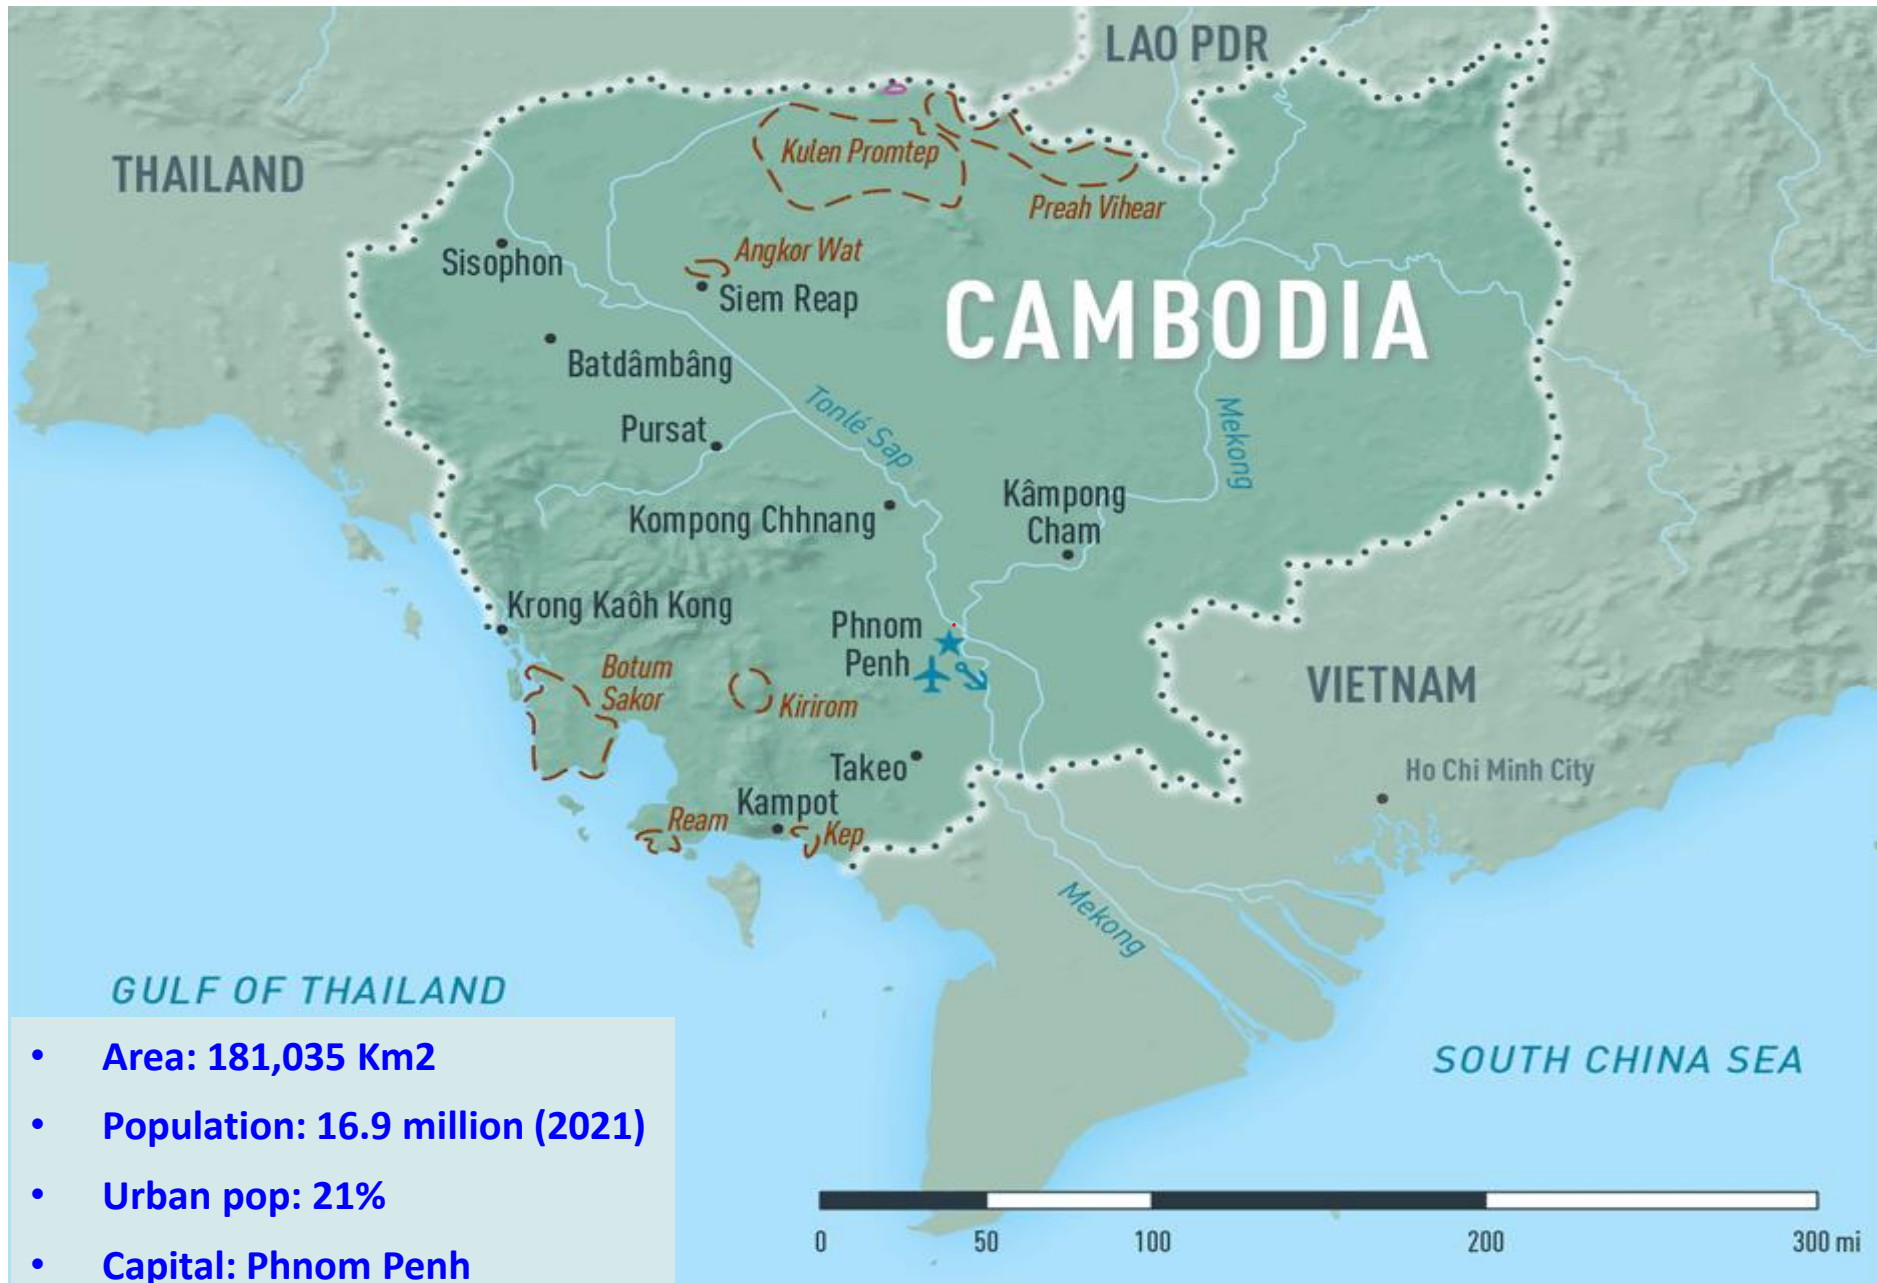 LAO PDR
THAILAND
Kulen Promtep
Preah Vihear
Angkor Wat
Sisophon
Siem Reap
CAMBODIA
Batdâmbâng
Tonlé Sap
Mekong
Pursat
Kâmpong
Cham
Kompong Chhnang
Krong Kaôh Kong
Phnom
Penh
Botum
Sakor
Kirirom
VIETNAM
Takeo
Ho Chi Minh City
Kampot
Ream
Kep
Mekong
GULF OF THAILAND
SOUTH CHINA SEA
• Area: 181,035 Km2
• Population: 16.9 million (2021)
• Urban pop: 21%
• Capital: Phnom Penh
0 50 100 200 300 mi